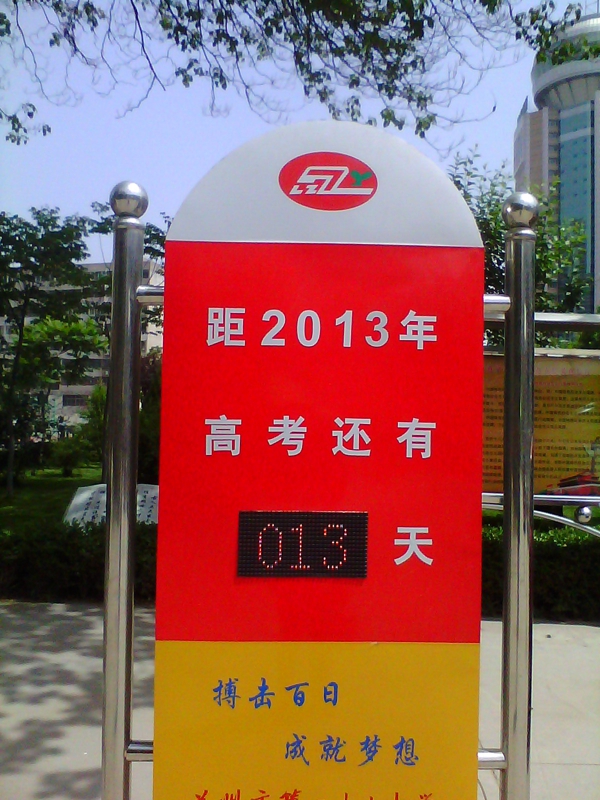 距2013年
高考还有
013 天
搏击百日
成就梦想